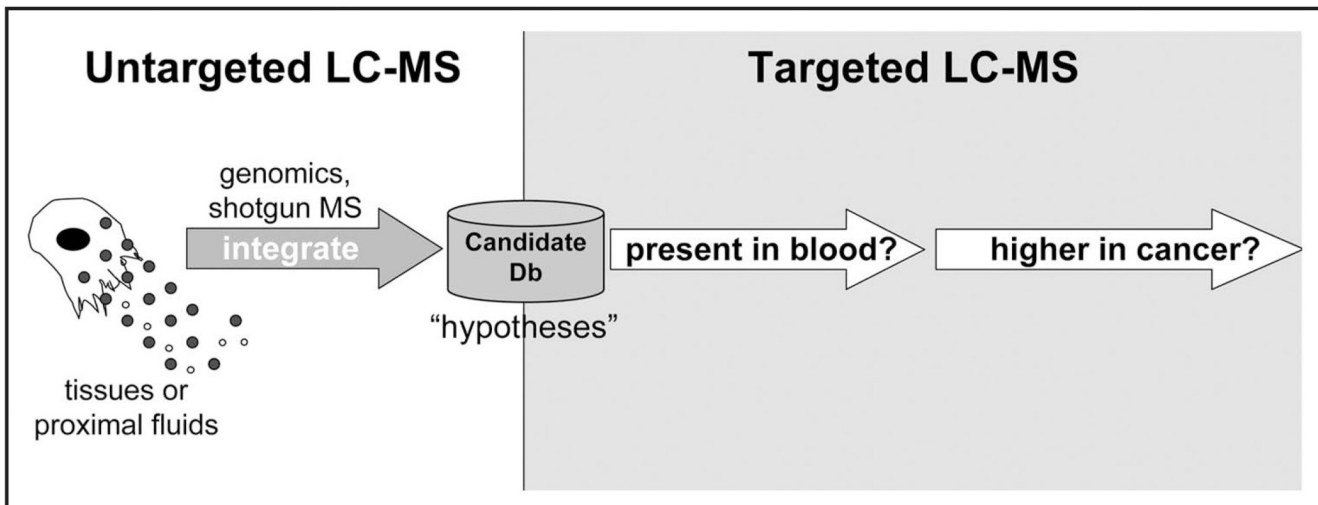 Untargeted LC-MS
Targeted LC-MS
genomics,
shotgun MS
integrate
Candidate
Db
“hypotheses”
present in blood?
higher in cancer?
tissues or
proximal fluids